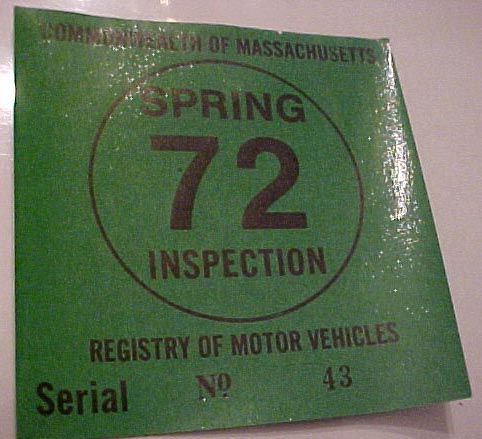 COMMONWEALTH OF MASSACHUSETTS
SPRING
72
INSPECTION
REGISTRY OF MOTOR VEHICLES
Serial Nº 43